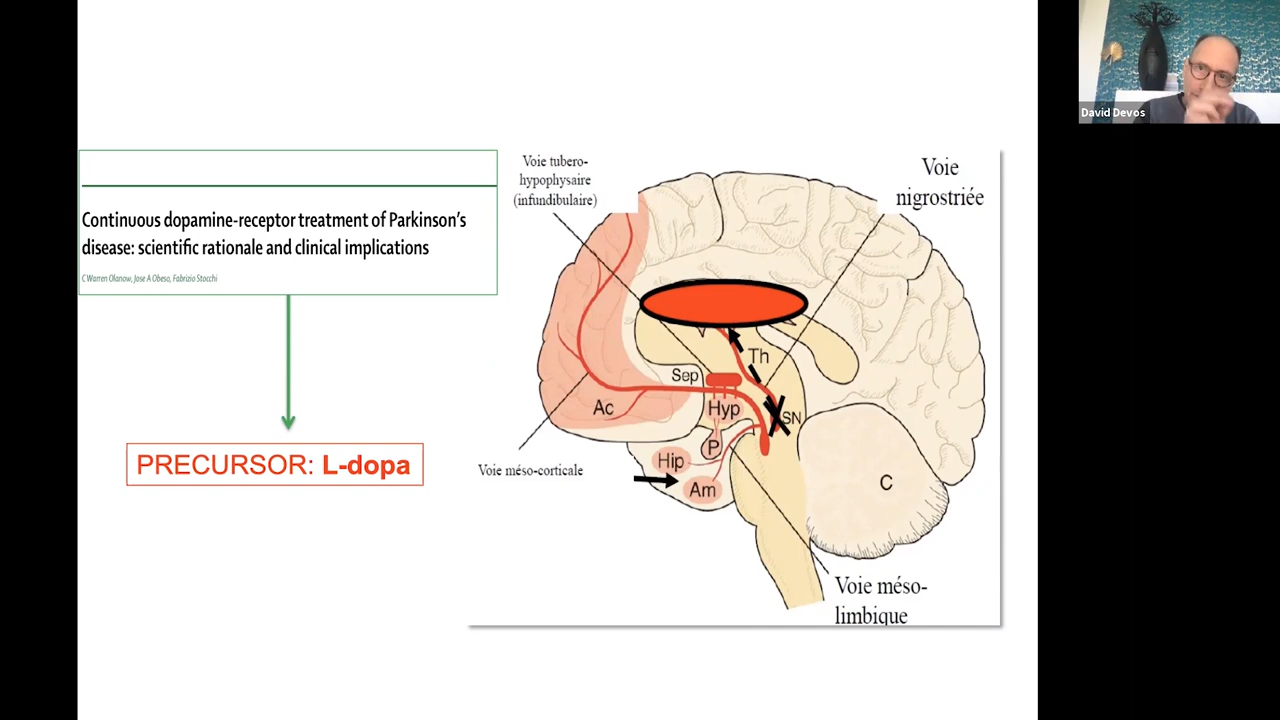 David Devos
Continuous dopamine-receptor treatment of Parkinson's
disease: scientific rationale and clinical implications
C Warren Olanow, Jose A Obeso, Fabrizio Stocchi
PRECURSOR: L-dopa
Voie tubero-
hypophysaire
(infundibulaire)
Voie
nigrostriée
Th
Sep
Ac
Hyp
SN
P
Hip
Am
C
Voie méso-corticale
Voie méso-
limbique